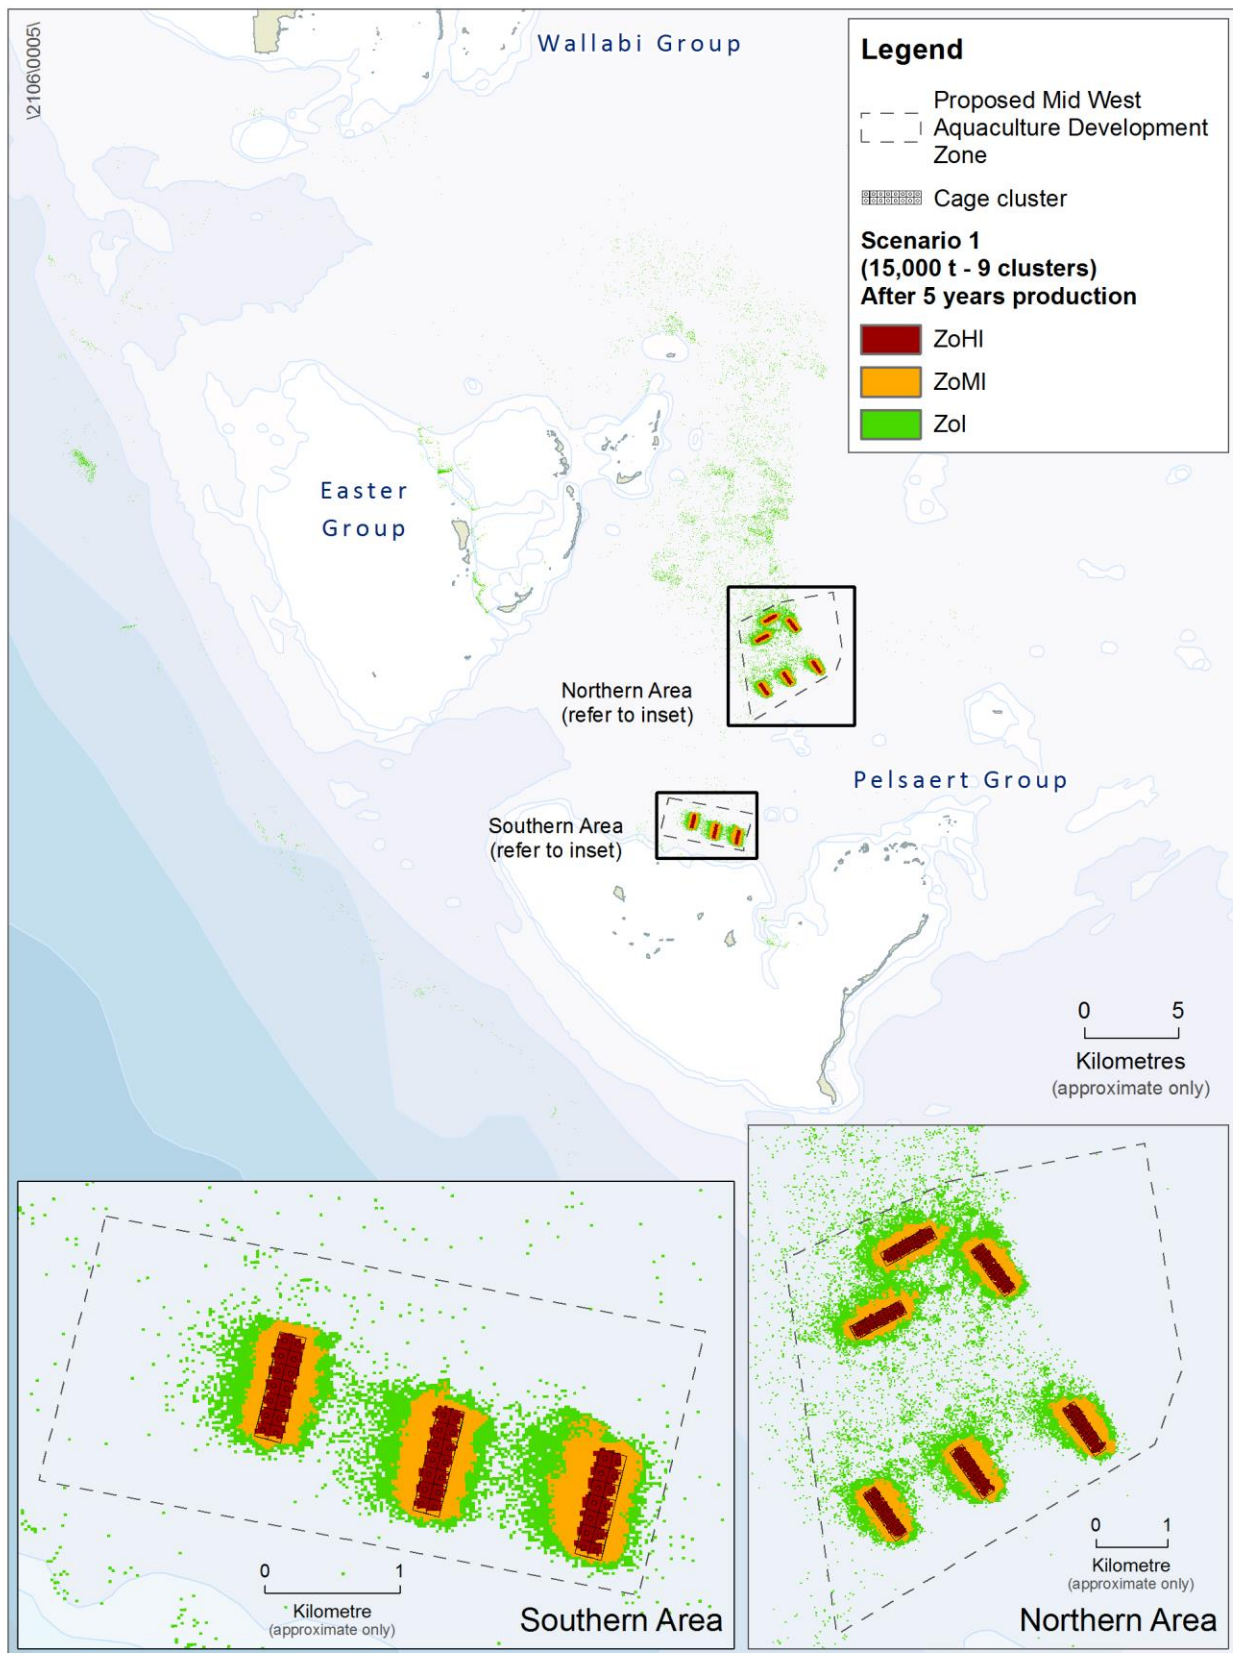 \2106\0005\
Wallabi Group
Legend
Proposed Mid West
Aquaculture Development
Zone
Cage cluster
Scenario 1
(15,000 t - 9 clusters)
After 5 years production
ZoHI
ZoMI
ZoI
Easter
Group
Northern Area
(refer to inset)
Pelsaert Group
Southern Area
(refer to inset)
0 5
Kilometres
(approximate only)
0 1
Kilometre
(approximate only)
Southern Area
0 1
Kilometre
(approximate only)
Northern Area